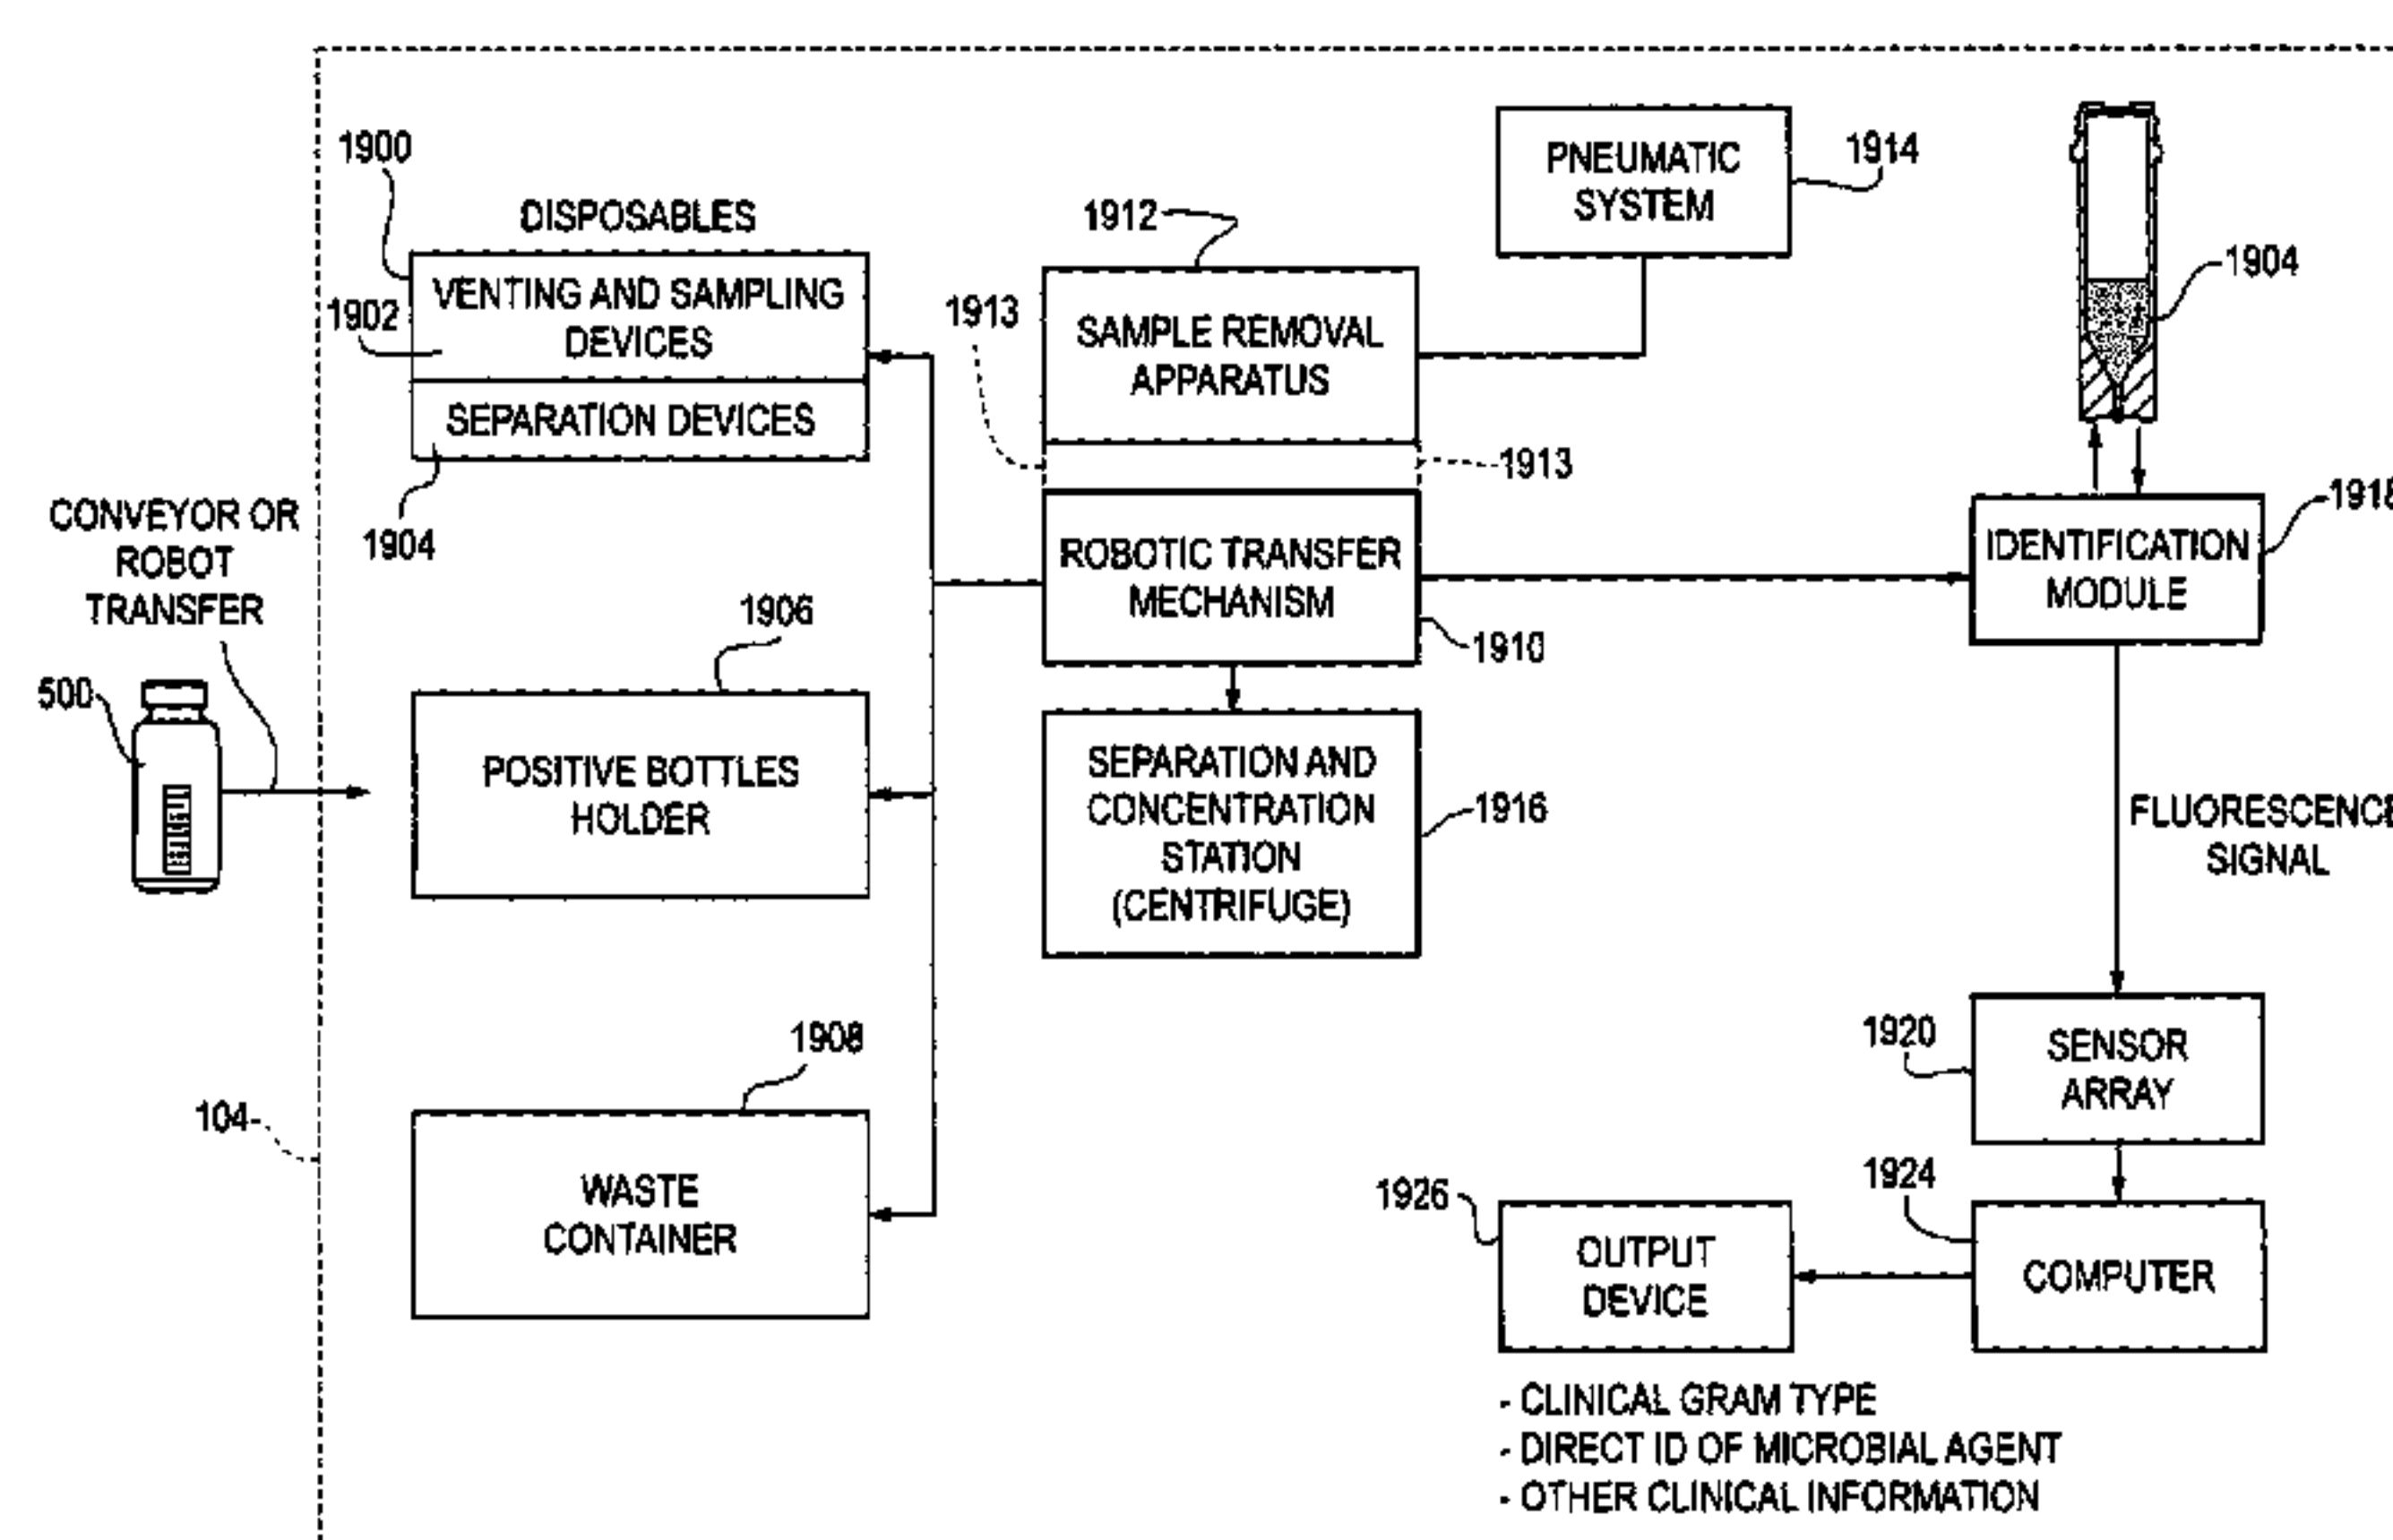 1900
DISPOSABLES
VENTING AND SAMPLING
DEVICES
1902
SEPARATION DEVICES
1904
1912
SAMPLE REMOVAL
APPARATUS
1913
1913
PNEUMATIC
SYSTEM
1914
1904
CONVEYOR OR
ROBOT
TRANSFER
500
ROBOTIC TRANSFER
MECHANISM
1910
IDENTIFICATION
MODULE
1918
1906
POSITIVE BOTTLES
HOLDER
SEPARATION AND
CONCENTRATION
STATION
(CENTRIFUGE)
1916
FLUORESCENCE
SIGNAL
1908
WASTE
CONTAINER
104
1920
SENSOR
ARRAY
1924
COMPUTER
1926
OUTPUT
DEVICE
- CLINICAL GRAM TYPE
- DIRECT ID OF MICROBIAL AGENT
- OTHER CLINICAL INFORMATION